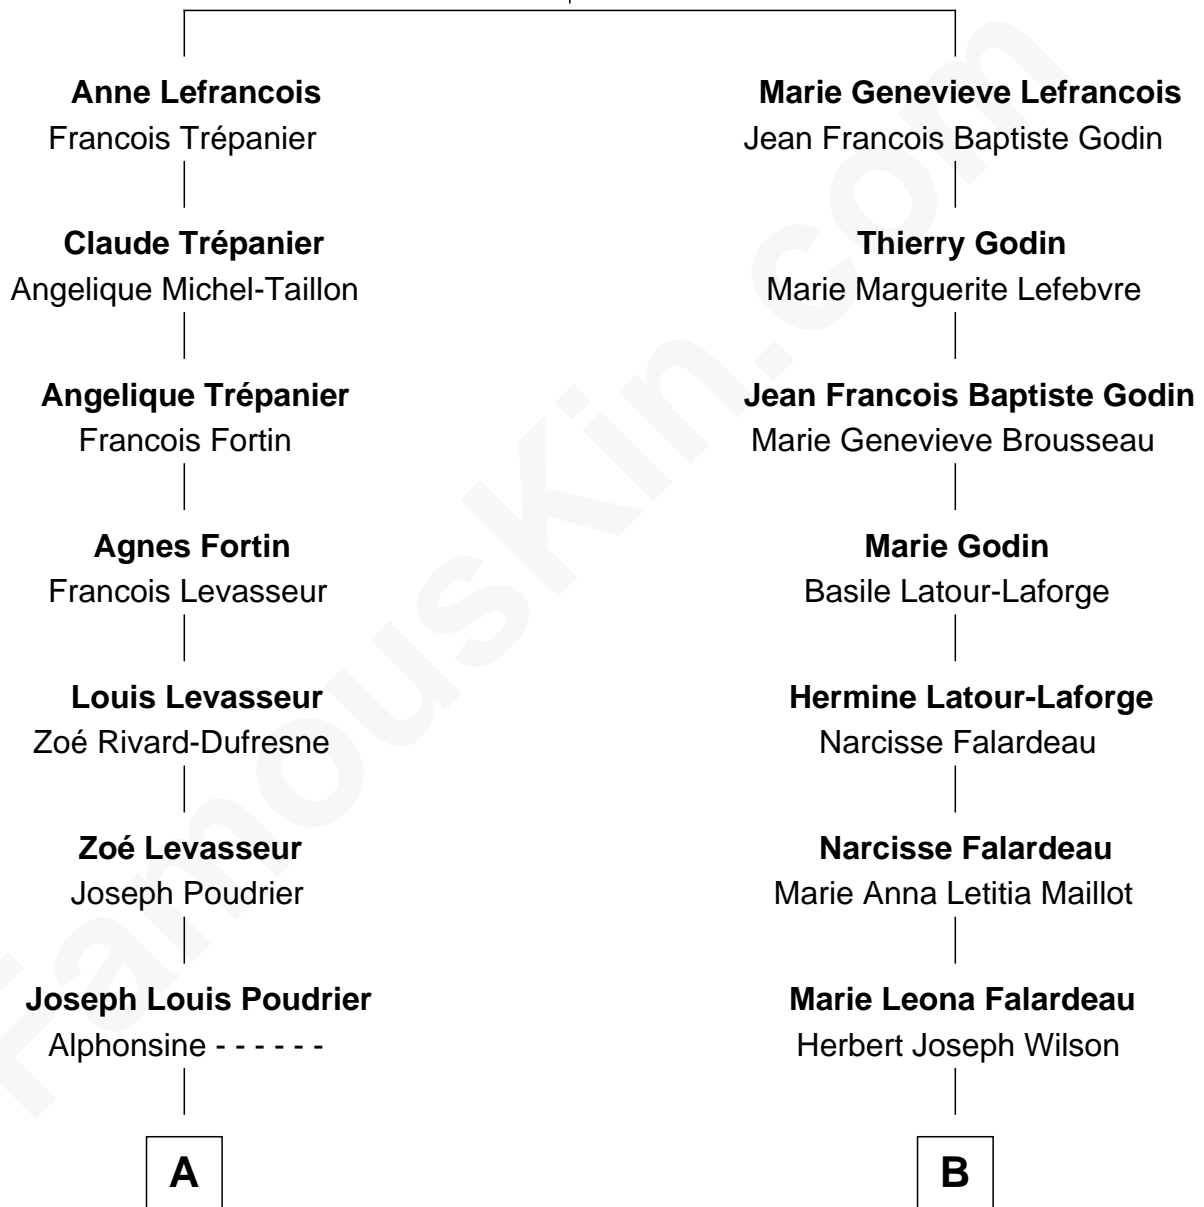 Anne Lefrancois
Francois Trépanier
Claude Trépanier
Angelique Michel-Taillon
Angelique Trépanier
Francois Fortin
Agnes Fortin
Francois Levasseur
Louis Levasseur
Zoé Rivard-Dufresne
Zoé Levasseur
Joseph Poudrier
Joseph Louis Poudrier
Alphonsine - - - - - -
A
Marie Genevieve Lefrancois
Jean Francois Baptiste Godin
Thierry Godin
Marie Marguerite Lefebvre
Jean Francois Baptiste Godin
Marie Genevieve Brousseau
Marie Godin
Basile Latour-Laforge
Hermine Latour-Laforge
Narcisse Falardeau
Narcisse Falardeau
Marie Anna Letitia Maillot
Marie Leona Falardeau
Herbert Joseph Wilson
B
FamousKin.com